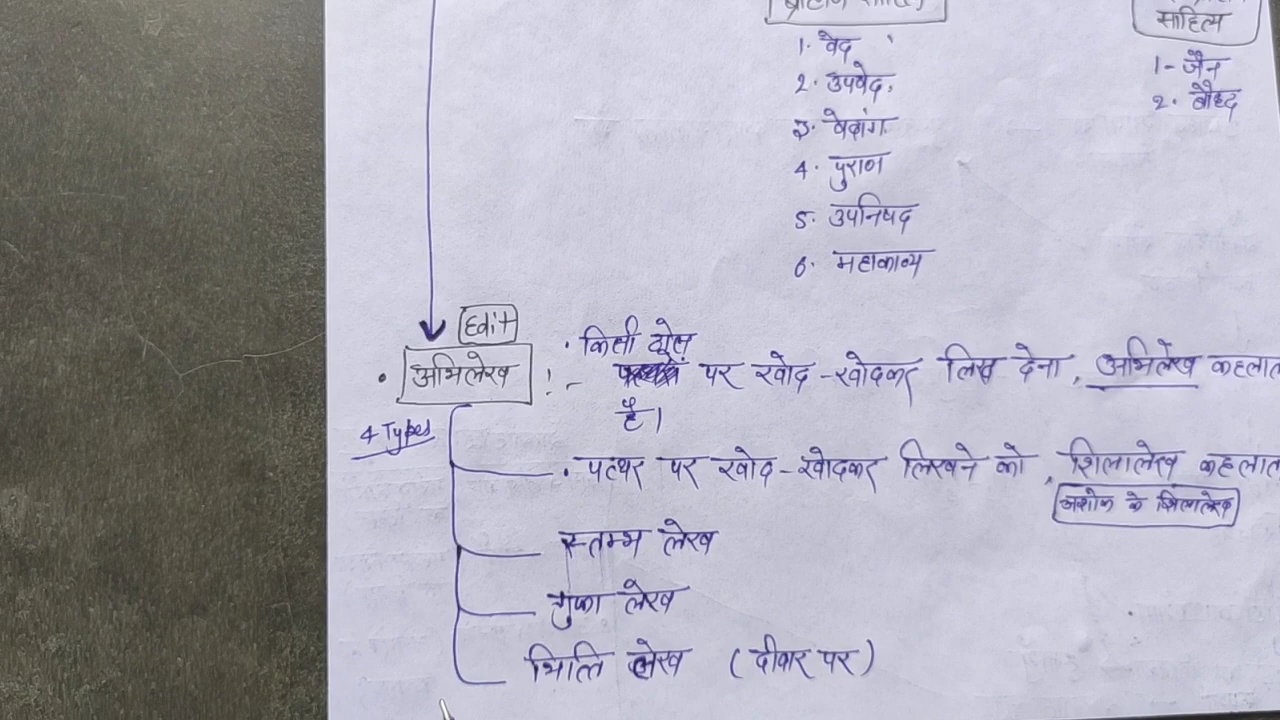 साहित्य
1. वेद
2. उपवेद
3. वेदांग
4. पुराण
5. उपनिषद
6. महाकाव्य
1- जैन
2. बौद्ध
Edit
• अभिलेख :-
• किसी ठोस
पर खोद-खोदकर लिख देना, अभिलेख कहलात
है।
4 Types
• पत्थर पर खोद-खोदकर लिखने को, शिलालेख कहलात
अशोक के शिलालेख
स्तम्भ लेख
गुफा लेख
भित्ति लेख (दीवार पर)